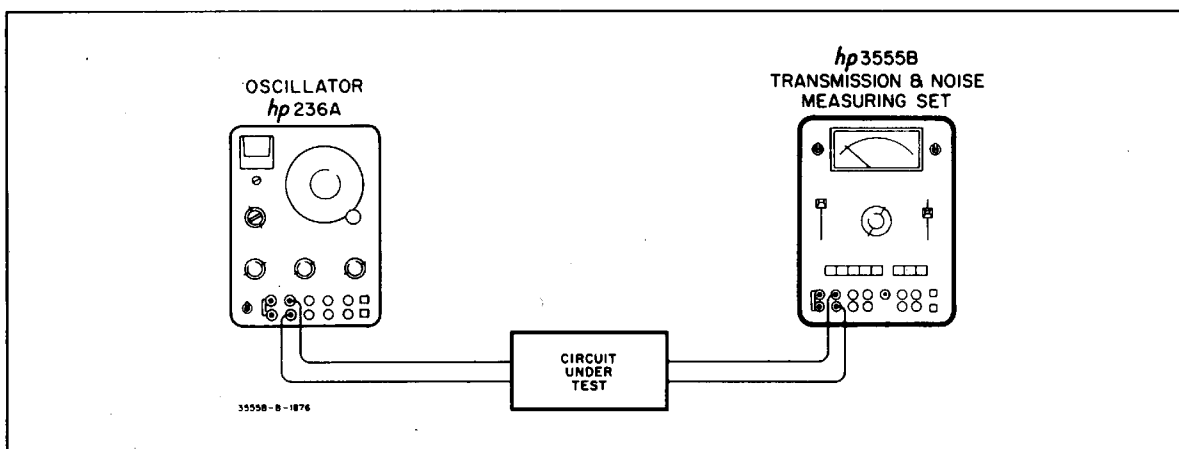 OSCILLATOR
hp 236A
hp 3555B
TRANSMISSION & NOISE
MEASURING SET
CIRCUIT
UNDER
TEST
3555B-B-1876